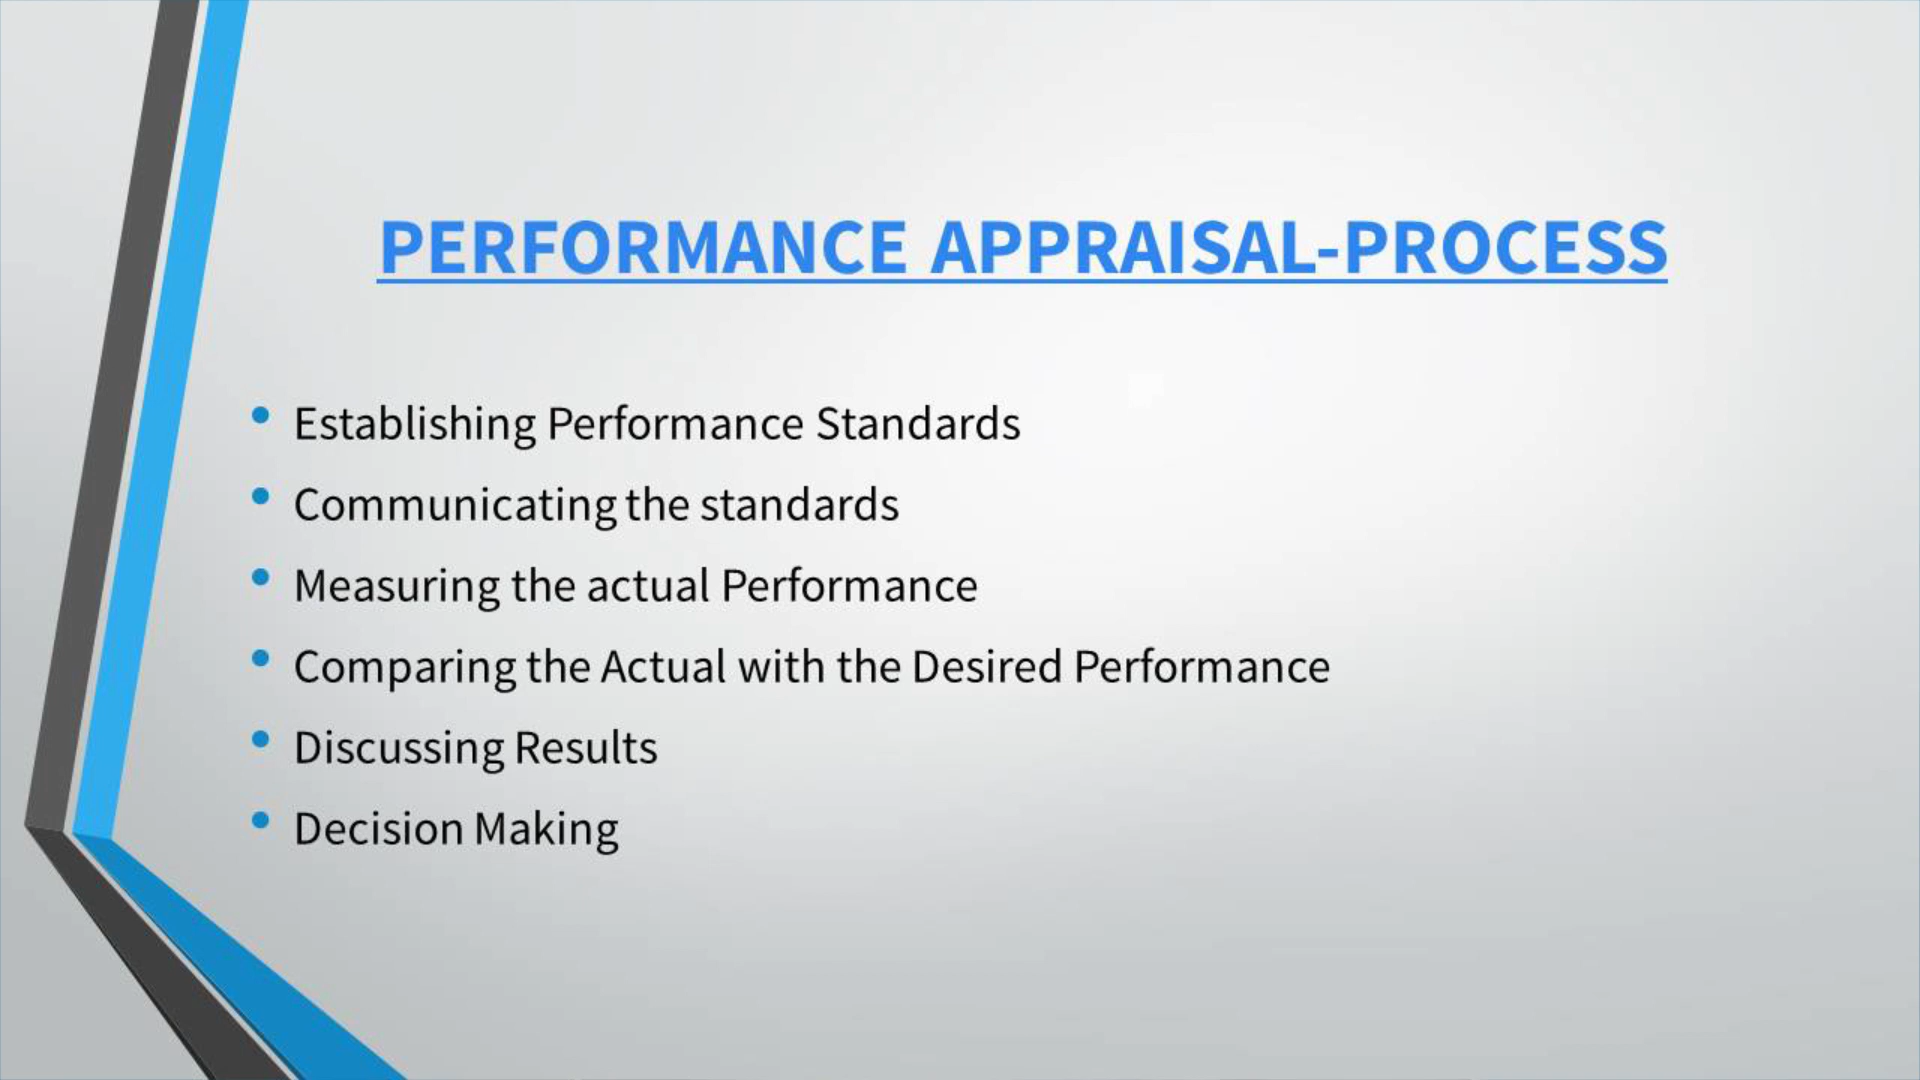 PERFORMANCE APPRAISAL-PROCESS
• Establishing Performance Standards
• Communicating the standards
• Measuring the actual Performance
• Comparing the Actual with the Desired Performance
• Discussing Results
• Decision Making